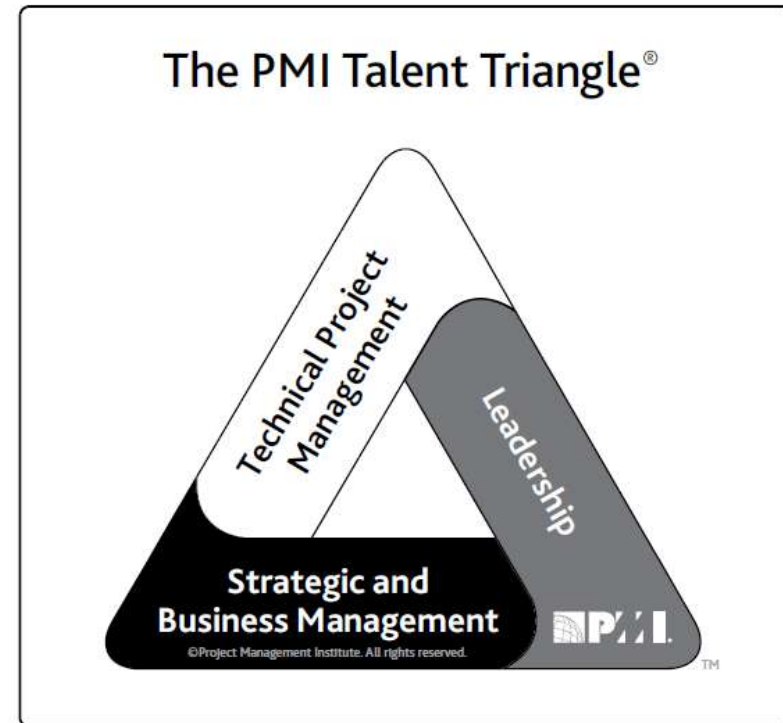 The PMI Talent Triangle®
Technical Project
Management
Leadership
Strategic and
Business Management
©Project Management Institute. All rights reserved.
PMI.
TM